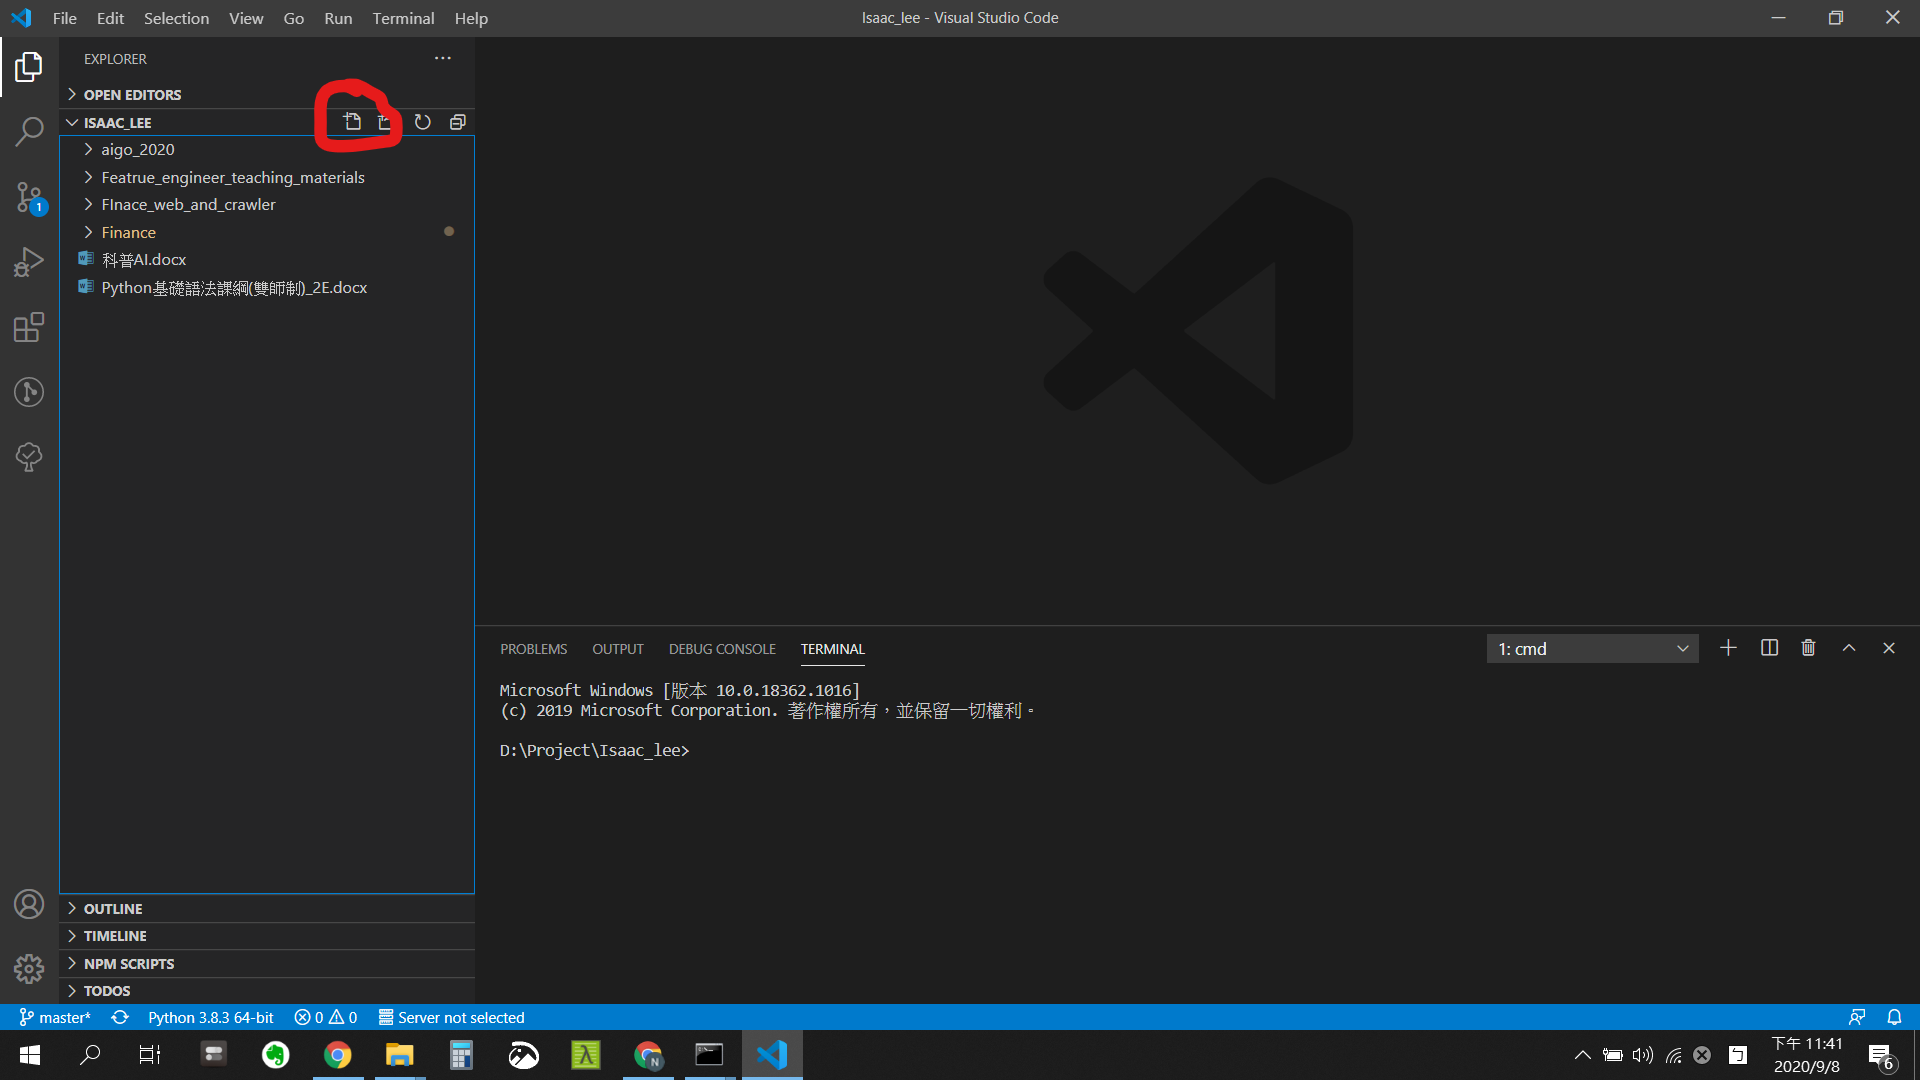 File Edit Selection View Go Run Terminal Help
Isaac_lee - Visual Studio Code
EXPLORER
OPEN EDITORS
ISAAC_LEE
aigo_2020
Featrue_engineer_teaching_materials
FInace_web_and_crawler
1
Finance
科普AI.docx
Python基礎語法課綱(雙師制)_2E.docx
PROBLEMS OUTPUT DEBUG CONSOLE TERMINAL
1: cmd
Microsoft Windows [版本 10.0.18362.1016]
(c) 2019 Microsoft Corporation. 著作權所有，並保留一切權利。
D:\Project\Isaac_lee>
OUTLINE
TIMELINE
NPM SCRIPTS
TODOS
master* Python 3.8.3 64-bit 0 0 Server not selected
N
ㄅ
下午 11:41
2020/9/8
6